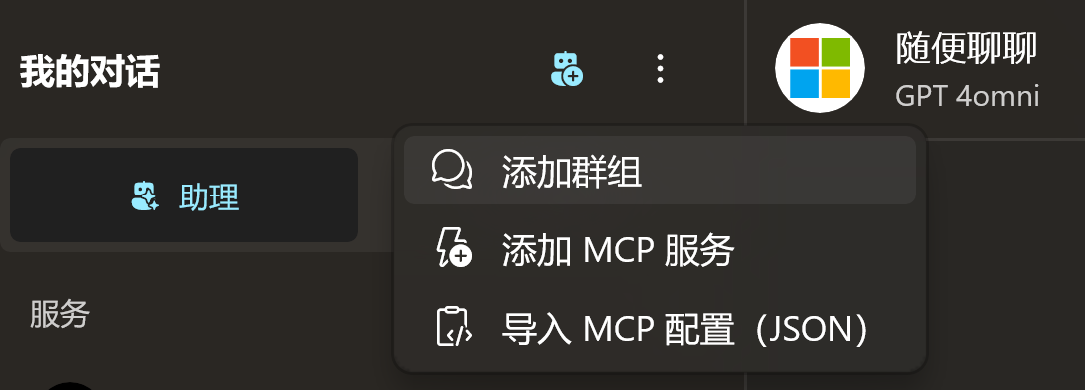 我的对话
随便聊聊
GPT 4omni
助理
添加群组
添加 MCP 服务
导入 MCP 配置（JSON）
服务